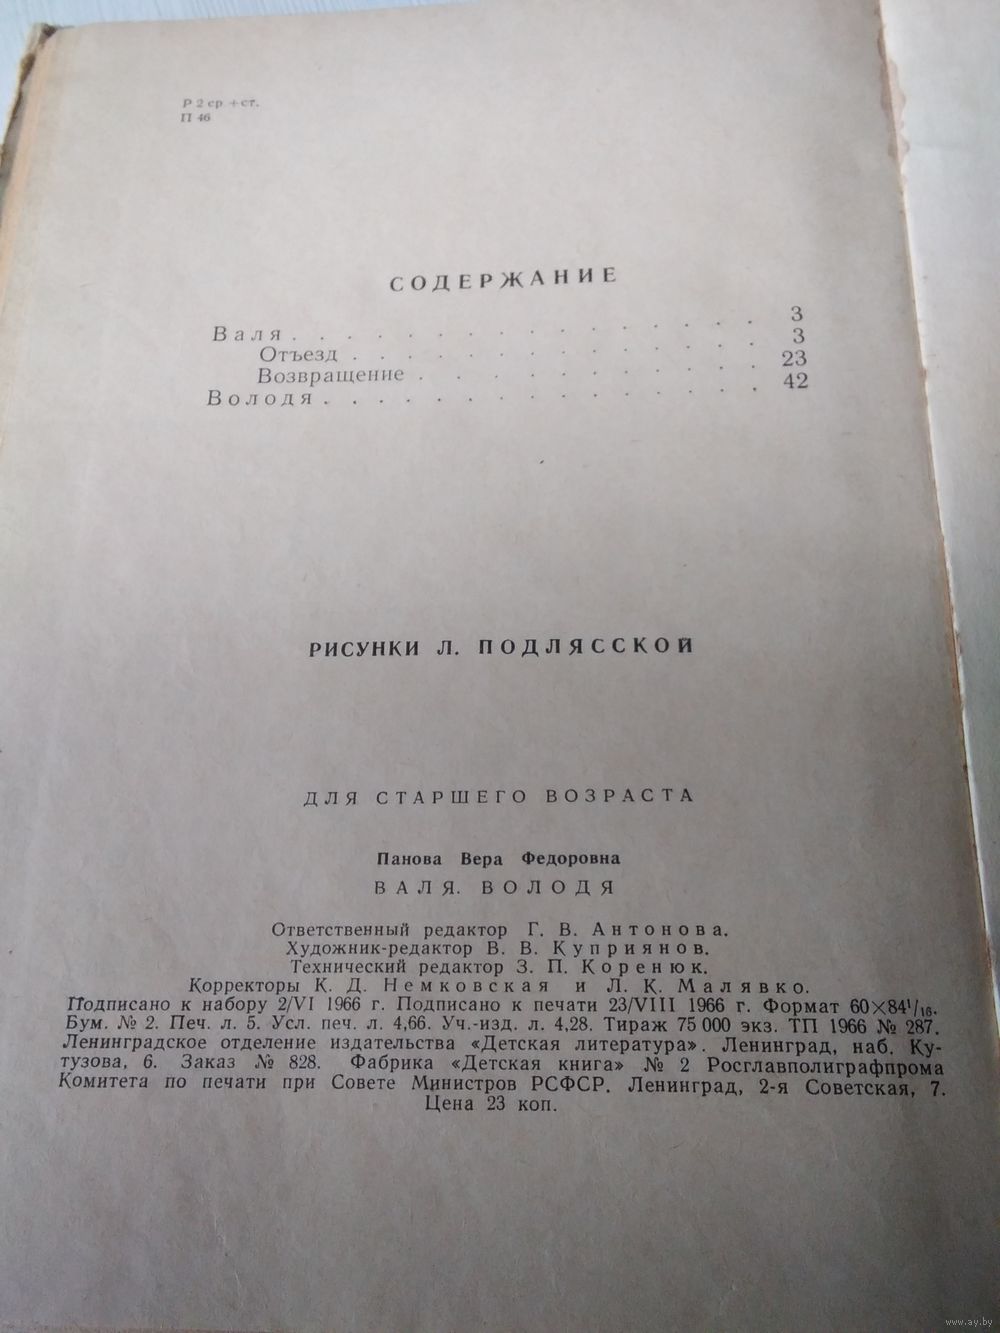 Р 2 ср + ст.
П 46
СОДЕРЖАНИЕ
Валя . . . . . . . . . . . . . . . 3
Отъезд . . . . . . . . . . . . . 3
Возвращение . . . . . . . . . . . 23
Володя . . . . . . . . . . . . . . 42
РИСУНКИ Л. ПОДЛЯССКОЙ
ДЛЯ СТАРШЕГО ВОЗРАСТА
Панова Вера Федоровна
ВАЛЯ. ВОЛОДЯ
Ответственный редактор Г. В. Антонова.
Художник-редактор В. В. Куприянов.
Технический редактор З. П. Коренюк.
Корректоры К. Д. Немковская и Л. К. Малявко.
Подписано к набору 2/VI 1966 г. Подписано к печати 23/VIII 1966 г. Формат 60×84¹/₁₆.
Бум. № 2. Печ. л. 5. Усл. печ. л. 4,66. Уч.-изд. л. 4,28. Тираж 75 000 экз. ТП 1966 № 287.
Ленинградское отделение издательства «Детская литература». Ленинград, наб. Ку-
тузова, 6. Заказ № 828. Фабрика «Детская книга» № 2 Росглавполиграфпрома
Комитета по печати при Совете Министров РСФСР. Ленинград, 2-я Советская, 7.
Цена 23 коп.
www.ay.by